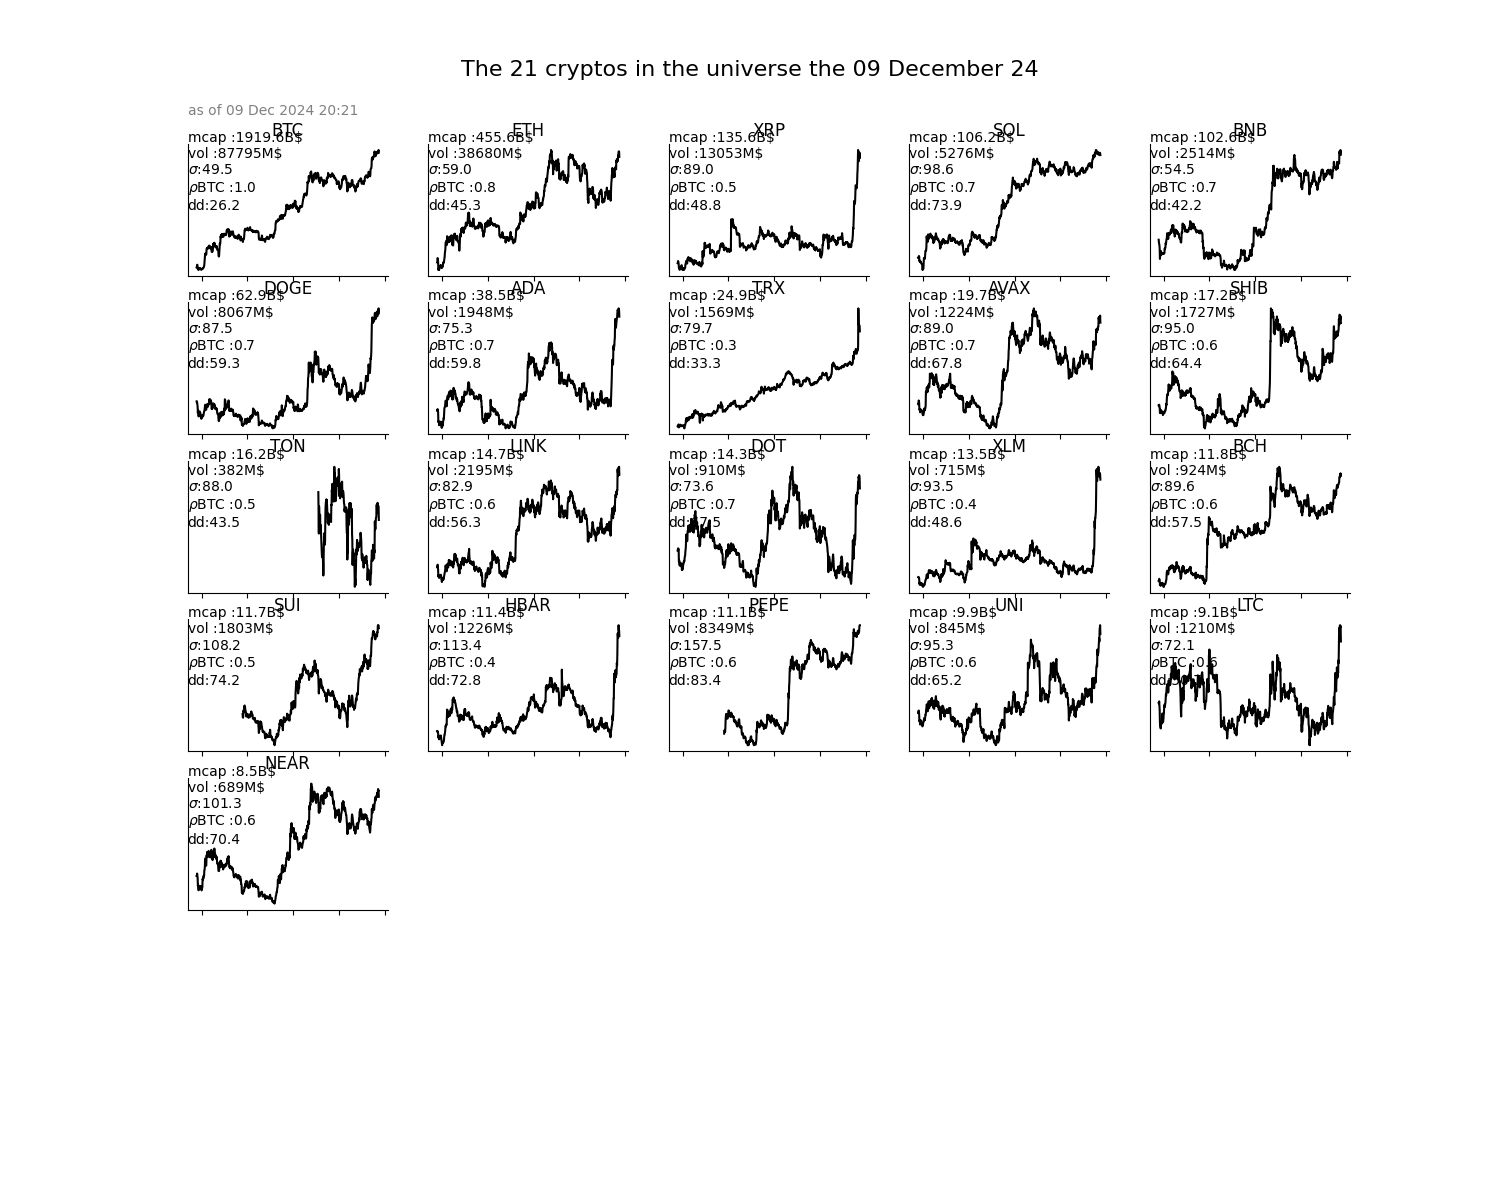 The 21 cryptos in the universe the 09 December 24
as of 09 Dec 2024 20:21
BTC
mcap :1919.6B$
vol :87795M$
σ:49.5
ρBTC :1.0
dd:26.2
ETH
mcap :455.6B$
vol :38680M$
σ:59.0
ρBTC :0.8
dd:45.3
XRP
mcap :135.6B$
vol :13053M$
σ:89.0
ρBTC :0.5
dd:48.8
SOL
mcap :106.2B$
vol :5276M$
σ:98.6
ρBTC :0.7
dd:73.9
BNB
mcap :102.6B$
vol :2514M$
σ:54.5
ρBTC :0.7
dd:42.2
DOGE
mcap :62.9B$
vol :8067M$
σ:87.5
ρBTC :0.7
dd:59.3
ADA
mcap :38.5B$
vol :1948M$
σ:75.3
ρBTC :0.7
dd:59.8
TRX
mcap :24.9B$
vol :1569M$
σ:79.7
ρBTC :0.3
dd:33.3
AVAX
mcap :19.7B$
vol :1224M$
σ:89.0
ρBTC :0.7
dd:67.8
SHIB
mcap :17.2B$
vol :1727M$
σ:95.0
ρBTC :0.6
dd:64.4
TON
mcap :16.2B$
vol :382M$
σ:88.0
ρBTC :0.5
dd:43.5
LINK
mcap :14.7B$
vol :2195M$
σ:82.9
ρBTC :0.6
dd:56.3
DOT
mcap :14.3B$
vol :910M$
σ:73.6
ρBTC :0.7
XLM
mcap :13.5B$
vol :715M$
σ:93.5
ρBTC :0.4
dd:48.6
BCH
mcap :11.8B$
vol :924M$
σ:89.6
ρBTC :0.6
dd:57.5
SUI
mcap :11.7B$
vol :1803M$
σ:108.2
ρBTC :0.5
dd:74.2
HBAR
mcap :11.4B$
vol :1226M$
σ:113.4
ρBTC :0.4
dd:72.8
PEPE
mcap :11.1B$
vol :8349M$
σ:157.5
ρBTC :0.6
dd:83.4
UNI
mcap :9.9B$
vol :845M$
σ:95.3
ρBTC :0.6
dd:65.2
LTC
mcap :9.1B$
vol :1210M$
σ:72.1
ρBTC :0.6
NEAR
mcap :8.5B$
vol :689M$
σ:101.3
ρBTC :0.6
dd:70.4